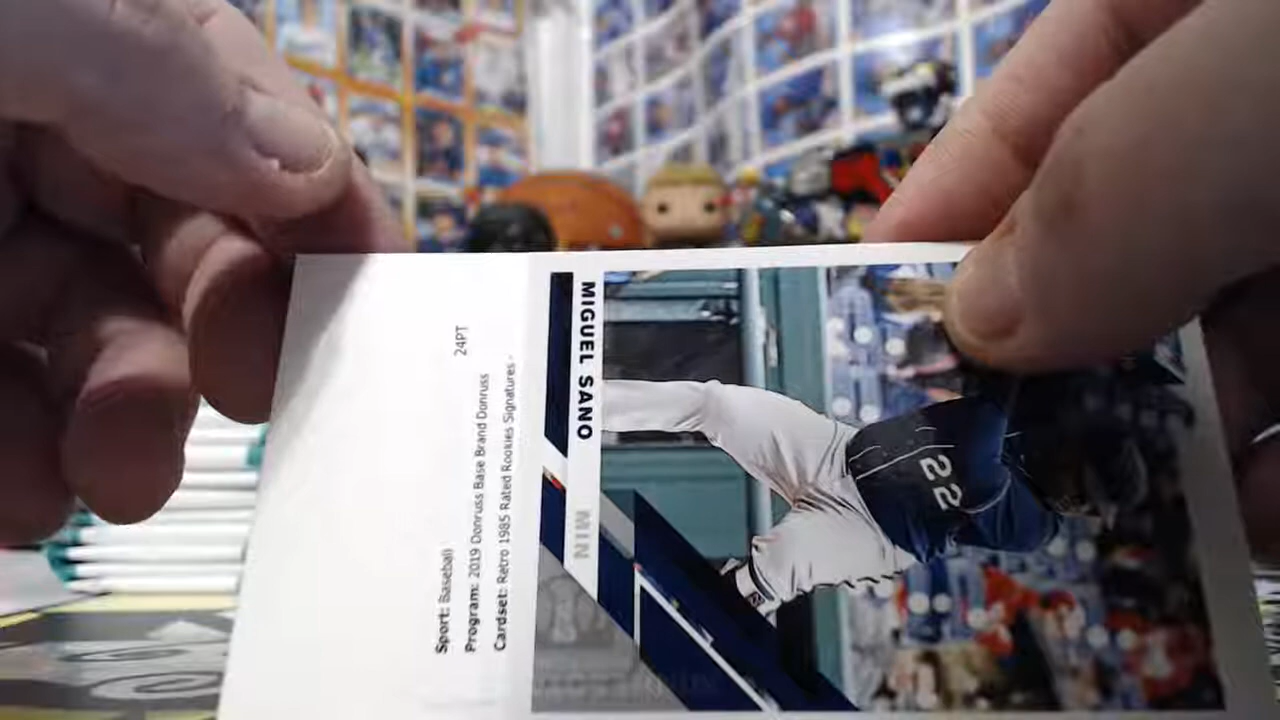 24PT
Sport: Baseball
Program: 2019 Donruss Base Brand Donruss
Cardset: Retro 1985 Rated Rookies Signatures -
MIGUEL SANO
MIN
22